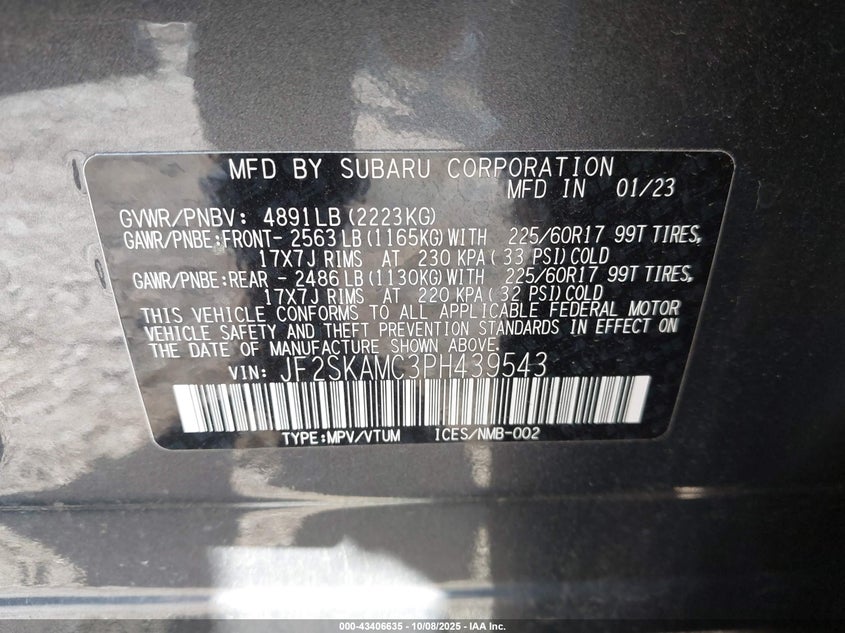 MFD BY SUBARU CORPORATION
MFD IN 01/23
GVWR/PNBV: 4891LB(2223KG)
GAWR/PNBE:FRONT- 2563LB(1165KG)WITH 225/60R17 99T TIRES,
17X7J RIMS AT 230 KPA( 33 PSI)COLD
GAWR/PNBE:REAR - 2486LB(1130KG)WITH 225/60R17 99T TIRES,
17X7J RIMS AT 220 KPA( 32 PSI)COLD
THIS VEHICLE CONFORMS TO ALL APPLICABLE FEDERAL MOTOR
VEHICLE SAFETY AND THEFT PREVENTION STANDARDS IN EFFECT ON
THE DATE OF MANUFACTURE SHOWN ABOVE.
VIN: JF2SKAMC3PH439543
TYPE:MPV/VTUM ICES/NMB-002
000-43406635 - 10/08/2025 - IAA Inc.